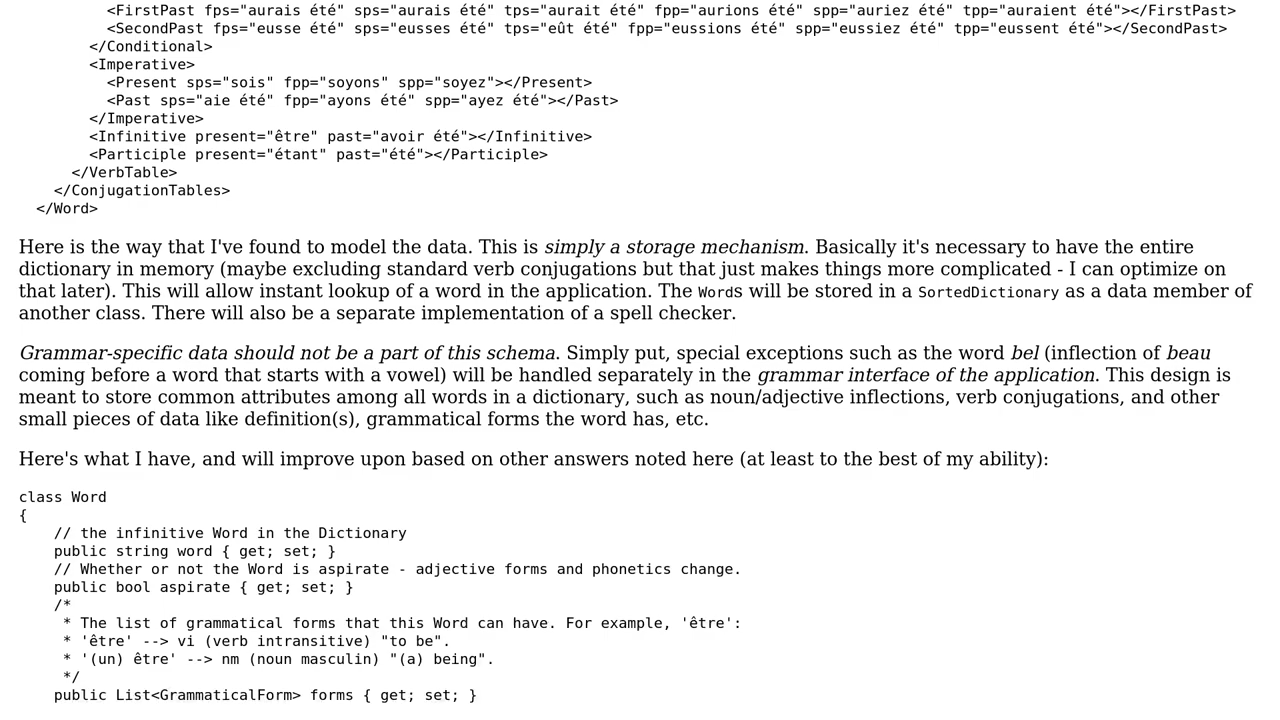 <FirstPast fps="aurais été" sps="aurais été" tps="aurait été" fpp="aurions été" spp="auriez été" tpp="auraient été"></FirstPast>
<SecondPast fps="eusse été" sps="eusses été" tps="eût été" fpp="eussions été" spp="eussiez été" tpp="eussent été"></SecondPast>
</Conditional>
<Imperative>
<Present sps="sois" fpp="soyons" spp="soyez"></Present>
<Past sps="aie été" fpp="ayons été" spp="ayez été"></Past>
</Imperative>
<Infinitive present="être" past="avoir été"></Infinitive>
<Participle present="étant" past="été"></Participle>
</VerbTable>
</ConjugationTables>
</Word>
Here is the way that I've found to model the data. This is simply a storage mechanism. Basically it's necessary to have the entire
dictionary in memory (maybe excluding standard verb conjugations but that just makes things more complicated - I can optimize on
that later). This will allow instant lookup of a word in the application. The Words will be stored in a SortedDictionary as a data member of
another class. There will also be a separate implementation of a spell checker.
Grammar-specific data should not be a part of this schema. Simply put, special exceptions such as the word bel (inflection of beau
coming before a word that starts with a vowel) will be handled separately in the grammar interface of the application. This design is
meant to store common attributes among all words in a dictionary, such as noun/adjective inflections, verb conjugations, and other
small pieces of data like definition(s), grammatical forms the word has, etc.
Here's what I have, and will improve upon based on other answers noted here (at least to the best of my ability):
class Word
{
// the infinitive Word in the Dictionary
public string word { get; set; }
// Whether or not the Word is aspirate - adjective forms and phonetics change.
public bool aspirate { get; set; }
/*
* The list of grammatical forms that this Word can have. For example, 'être':
* 'être' --> vi (verb intransitive) "to be".
* '(un) être' --> nm (noun masculin) "(a) being".
*/
public List<GrammaticalForm> forms { get; set; }